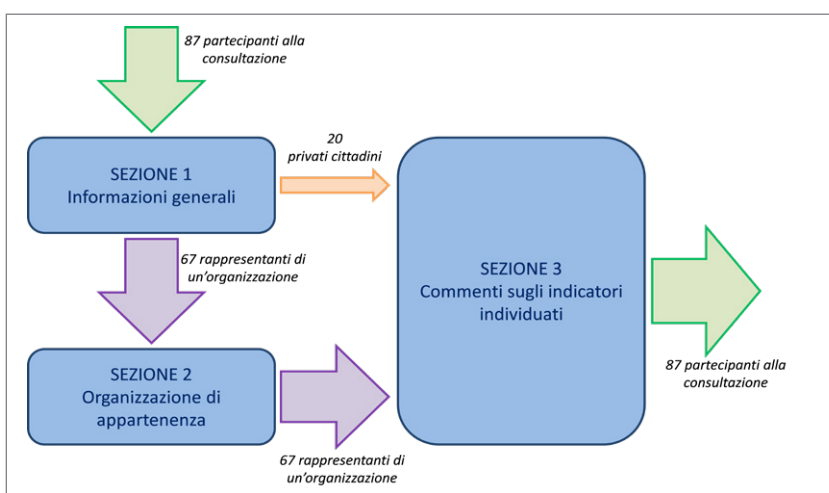 87 partecipanti alla
consultazione
SEZIONE 1
Informazioni generali
20
privati cittadini
67 rappresentanti di
un'organizzazione
SEZIONE 2
Organizzazione di
appartenenza
67 rappresentanti di
un'organizzazione
SEZIONE 3
Commenti sugli indicatori
individuati
87 partecipanti alla
consultazione